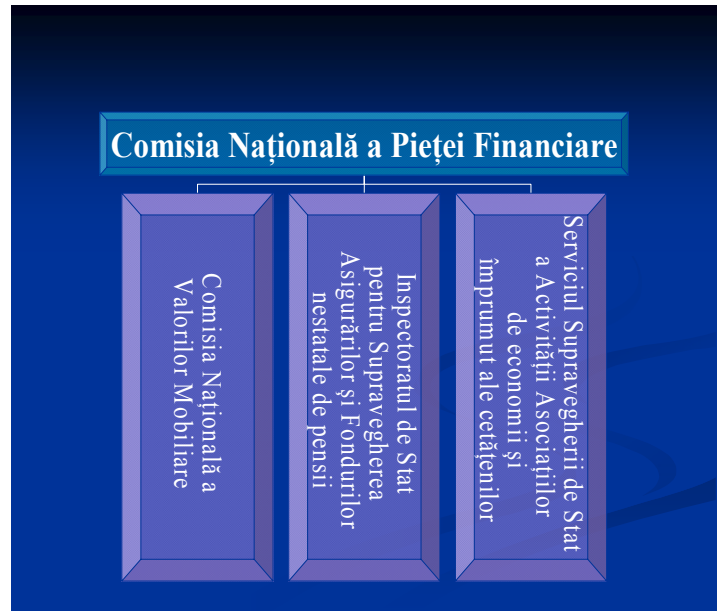 Comisia Națională a Pieței Financiare
Comisia Națională a
Valorilor Mobiliare
Inspectoratul de Stat
pentru Supravegherea
Asigurărilor și Fondurilor
nestatale de pensii
Serviciul Supravegherii de Stat
a Activității Asociațiilor
de economii și
împrumut ale cetățenilor